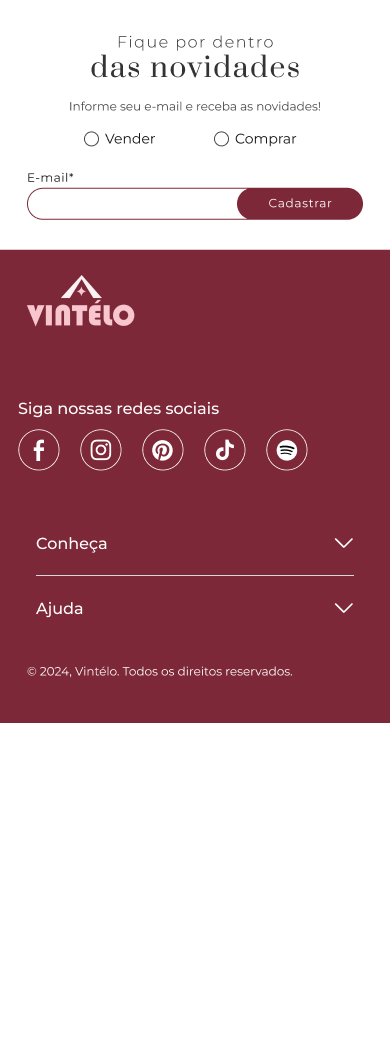 Fique por dentro
das novidades
Informe seu e-mail e receba as novidades!
Vender
Comprar
E-mail*
Cadastrar
VINTÉLO
Siga nossas redes sociais
Conheça
Ajuda
© 2024, Vintélo. Todos os direitos reservados.